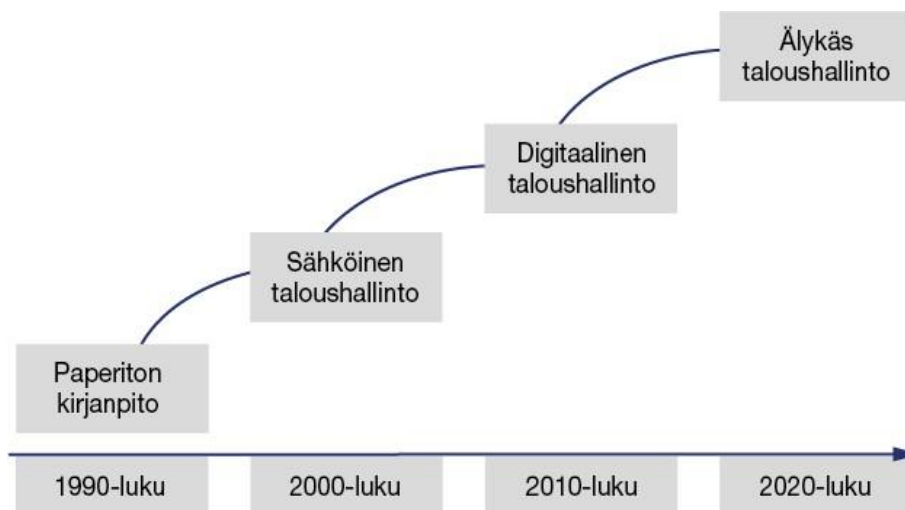 Älykäs
taloushallinto
Digitaalinen
taloushallinto
Sähköinen
taloushallinto
Paperiton
kirjanpito
1990-luku
2000-luku
2010-luku
2020-luku